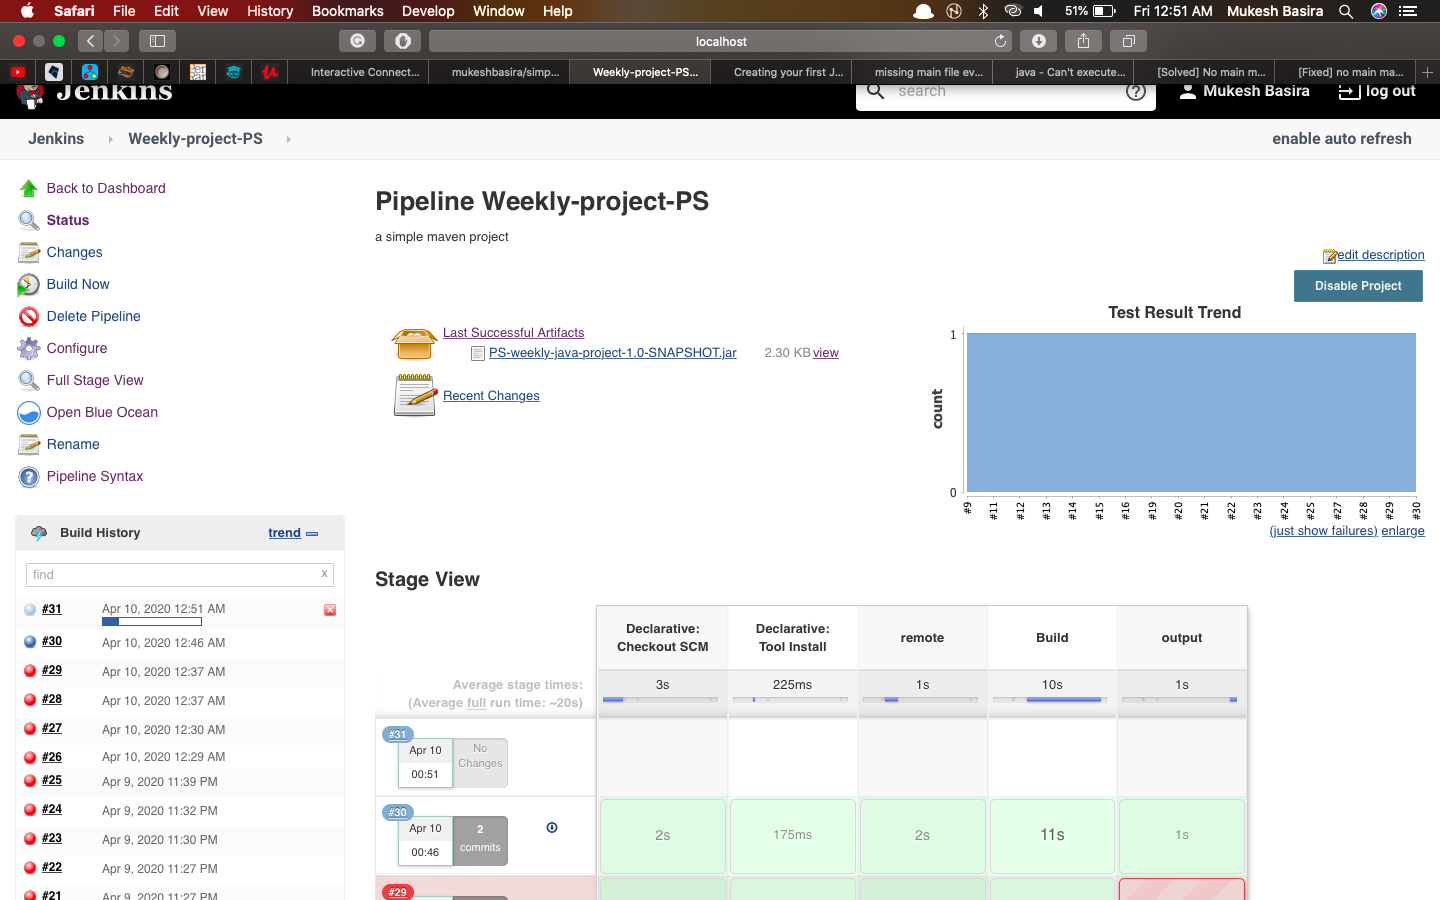 Safari File Edit View History Bookmarks Develop Window Help 51% Fri 12:51 AM Mukesh Basira
localhost
Interactive Connect... mukeshbasira/simp... Weekly-project-PS... Creating your first J... missing main file ev... java - Can't execute... [Solved] No main m... [Fixed] no main ma...
Jenkins search Mukesh Basira log out
Jenkins Weekly-project-PS enable auto refresh
Back to Dashboard
Status
Changes
Build Now
Delete Pipeline
Configure
Full Stage View
Open Blue Ocean
Rename
Pipeline Syntax
Build History trend
find x
#31 Apr 10, 2020 12:51 AM
#30 Apr 10, 2020 12:46 AM
#29 Apr 10, 2020 12:37 AM
#28 Apr 10, 2020 12:37 AM
#27 Apr 10, 2020 12:30 AM
#26 Apr 10, 2020 12:29 AM
#25 Apr 9, 2020 11:39 PM
#24 Apr 9, 2020 11:32 PM
#23 Apr 9, 2020 11:30 PM
#22 Apr 9, 2020 11:27 PM
#21 Apr 9, 2020 11:27 PM
Pipeline Weekly-project-PS
a simple maven project
edit description
Disable Project
Last Successful Artifacts
PS-weekly-java-project-1.0-SNAPSHOT.jar 2.30 KB view
Recent Changes
Test Result Trend
1
count
0
#9 #11 #12 #13 #14 #15 #16 #19 #20 #21 #22 #23 #24 #25 #27 #28 #29 #30
(just show failures) enlarge
Stage View
Declarative: Checkout SCM
Declarative: Tool Install
remote
Build
output
Average stage times: 3s 225ms 1s 10s 1s
(Average full run time: ~20s)
#31
Apr 10 No Changes
00:51
#30
Apr 10 2 commits 2s 175ms 2s 11s 1s
00:46
#29